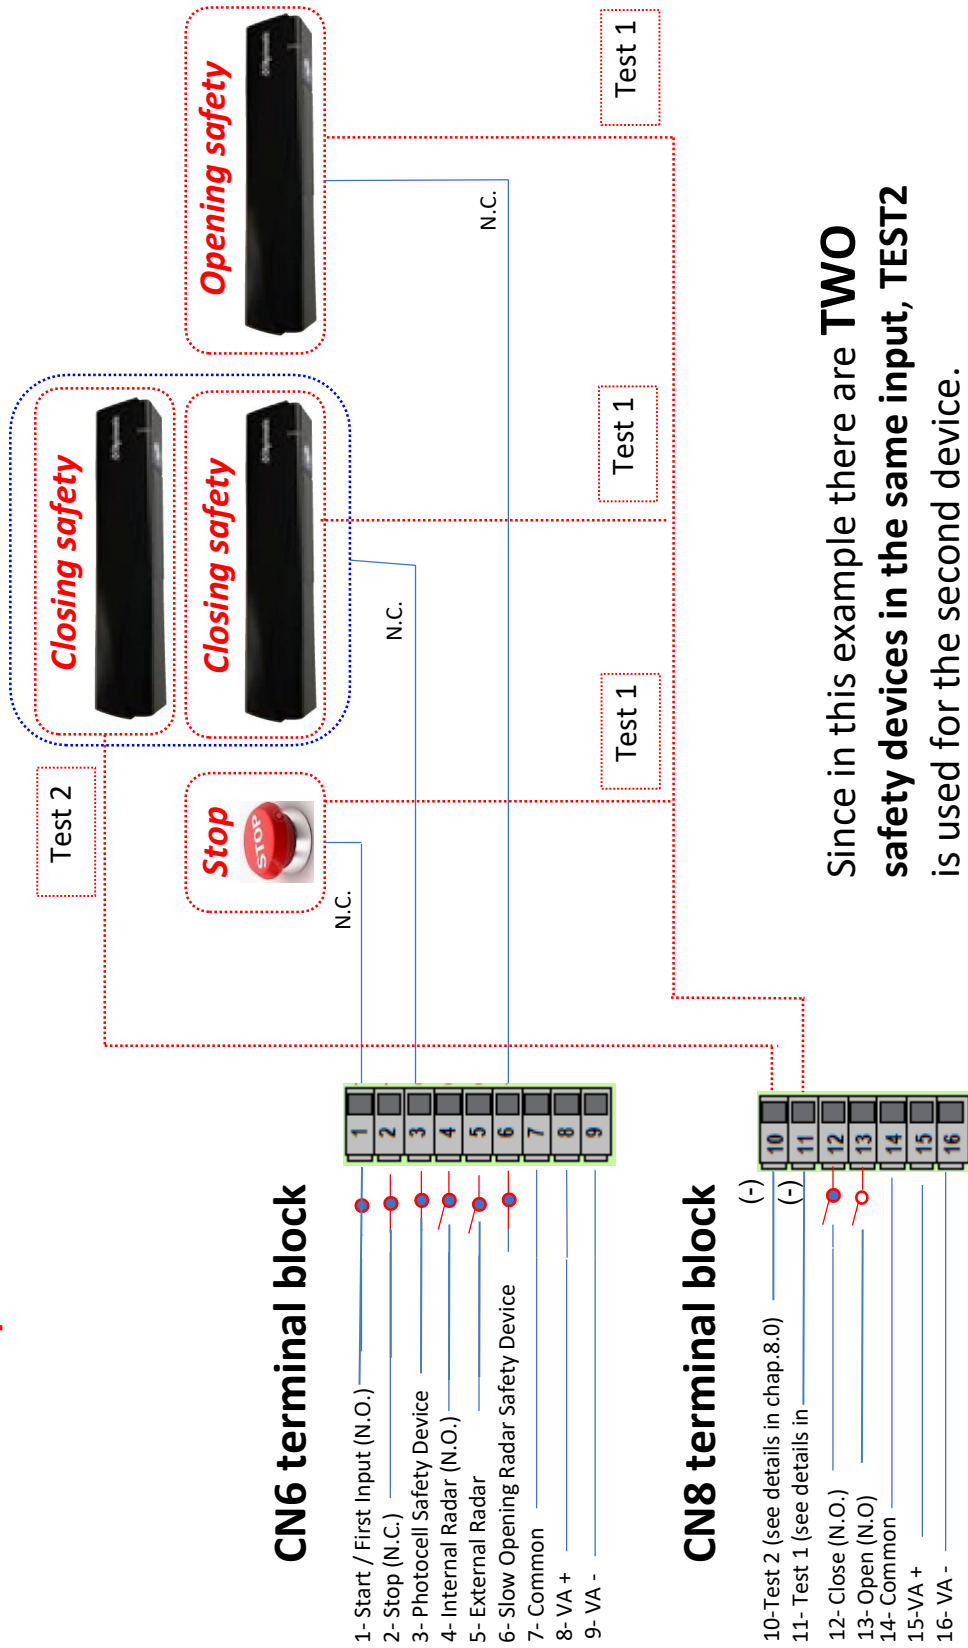 Test 2
Closing safety
Closing safety
Opening safety
Stop
STOP
N.C.
N.C.
N.C.
Test 1
Test 1
Test 1
CN6 terminal block
1- Start / First Input (N.O.)
2- Stop (N.C.)
3- Photocell Safety Device
4- Internal Radar (N.O.)
5- External Radar
6- Slow Opening Radar Safety Device
7- Common
8- VA +
9- VA -
1
2
3
4
5
6
7
8
9
CN8 terminal block
10-Test 2 (see details in chap.8.0)
11- Test 1 (see details in
12- Close (N.O.)
13- Open (N.O)
14- Common
15-VA +
16- VA -
(-)
(-)
10
11
12
13
14
15
16
Since in this example there are TWO
safety devices in the same input, TEST2
is used for the second device.